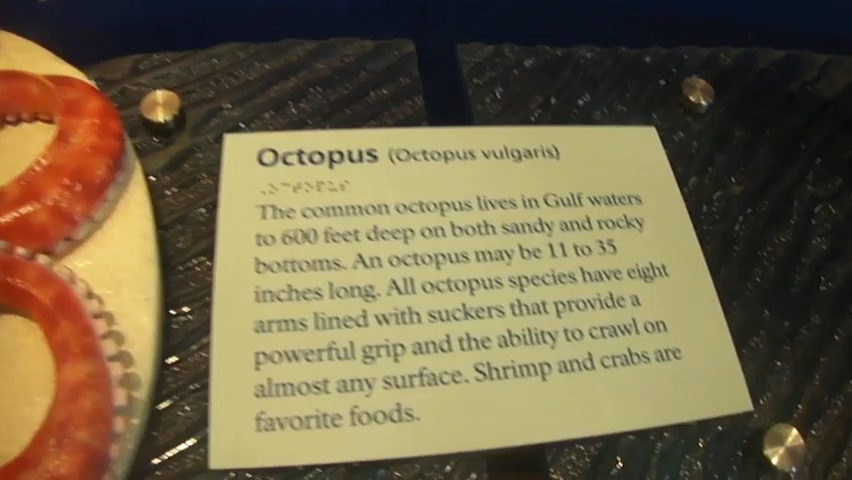 Octopus (Octopus vulgaris)
The common octopus lives in Gulf waters
to 600 feet deep on both sandy and rocky
bottoms. An octopus may be 11 to 35
inches long. All octopus species have eight
arms lined with suckers that provide a
powerful grip and the ability to crawl on
almost any surface. Shrimp and crabs are
favorite foods.